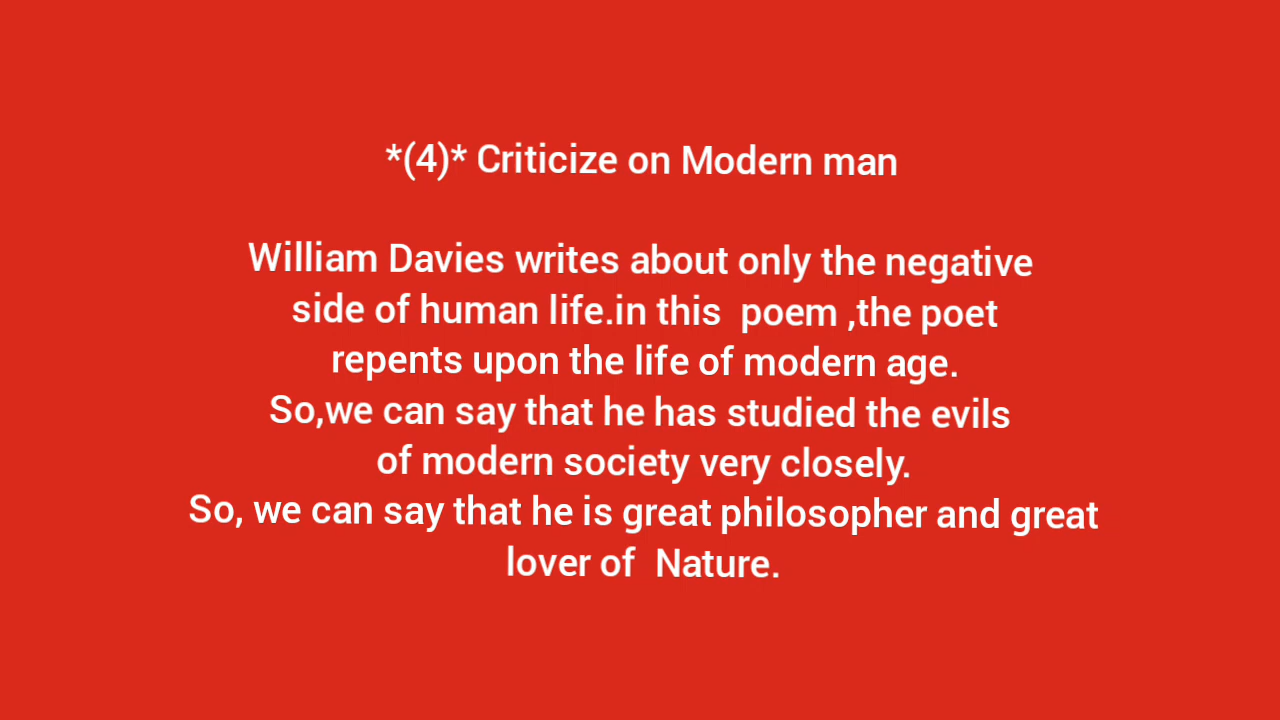 *(4)* Criticize on Modern man
William Davies writes about only the negative
side of human life.in this  poem ,the poet
repents upon the life of modern age.
So,we can say that he has studied the evils
of modern society very closely.
So, we can say that he is great philosopher and great
lover of  Nature.